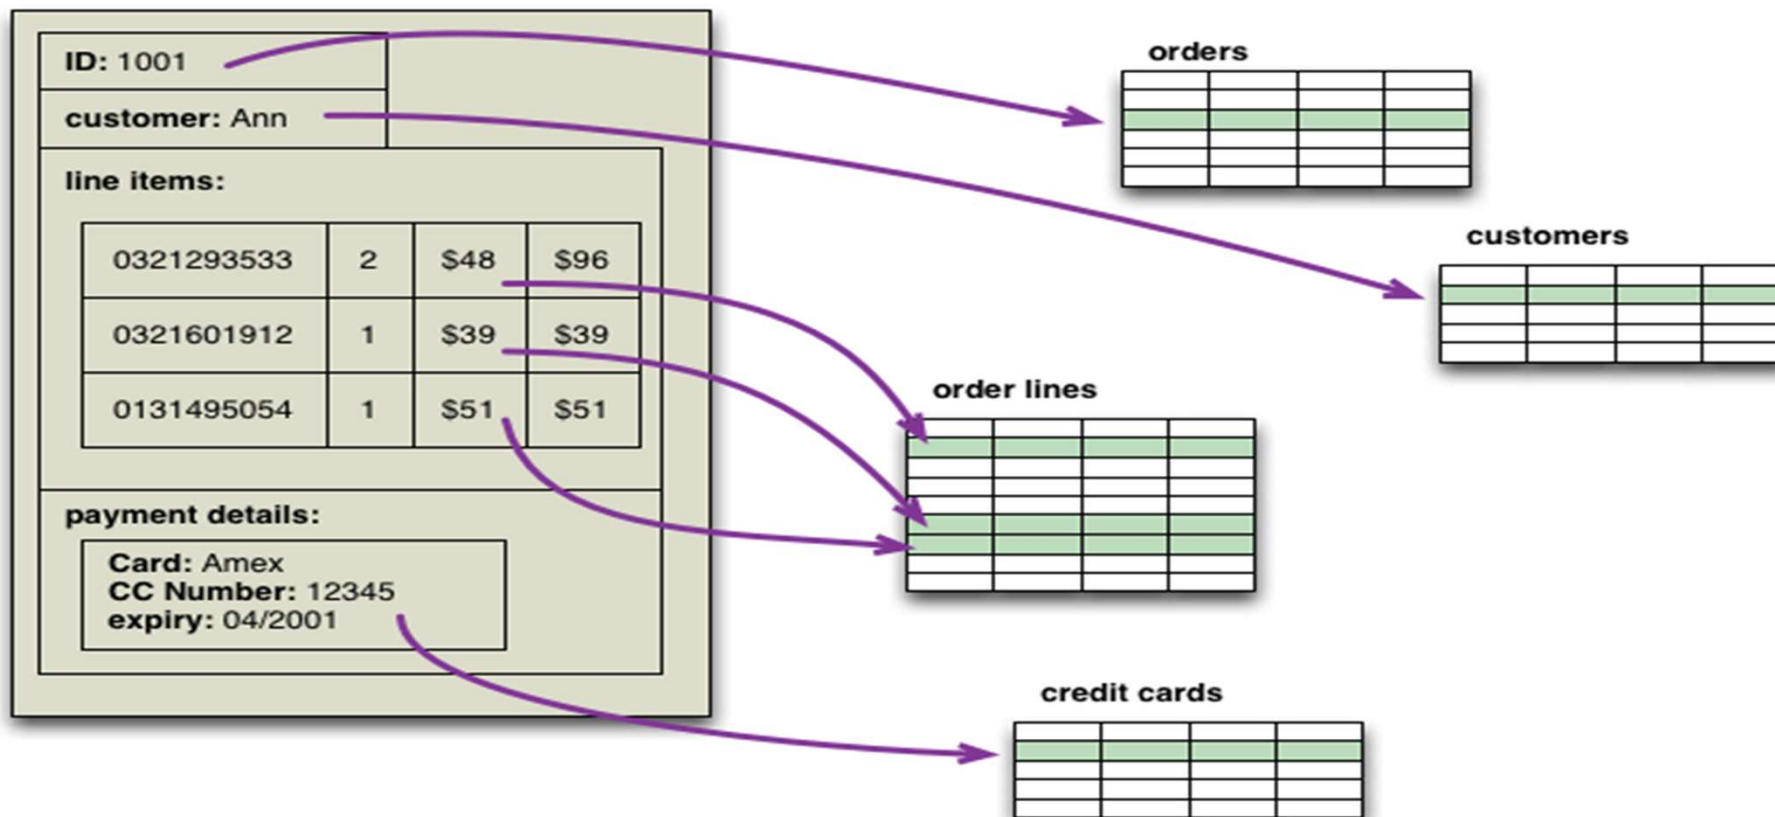 ID: 1001
customer: Ann
line items:
0321293533 2 $48 $96
0321601912 1 $39 $39
0131495054 1 $51 $51
payment details:
Card: Amex
CC Number: 12345
expiry: 04/2001
orders
customers
order lines
credit cards